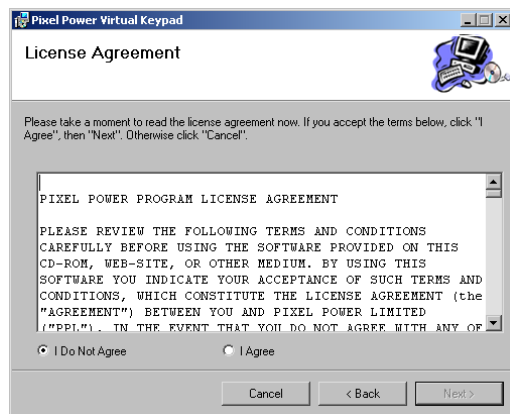 Pixel Power Virtual Keypad
License Agreement
Please take a moment to read the license agreement now. If you accept the terms below, click "I
Agree", then "Next". Otherwise click "Cancel".
PIXEL POWER PROGRAM LICENSE AGREEMENT
PLEASE REVIEW THE FOLLOWING TERMS AND CONDITIONS
CAREFULLY BEFORE USING THE SOFTWARE PROVIDED ON THIS
CD-ROM, WEB-SITE, OR OTHER MEDIUM. BY USING THIS
SOFTWARE YOU INDICATE YOUR ACCEPTANCE OF SUCH TERMS AND
CONDITIONS, WHICH CONSTITUTE THE LICENSE AGREEMENT (the
"AGREEMENT") BETWEEN YOU AND PIXEL POWER LIMITED
("PPL"). IN THE EVENT THAT YOU DO NOT AGREE WITH ANY OF
I Do Not Agree I Agree
Cancel < Back Next >